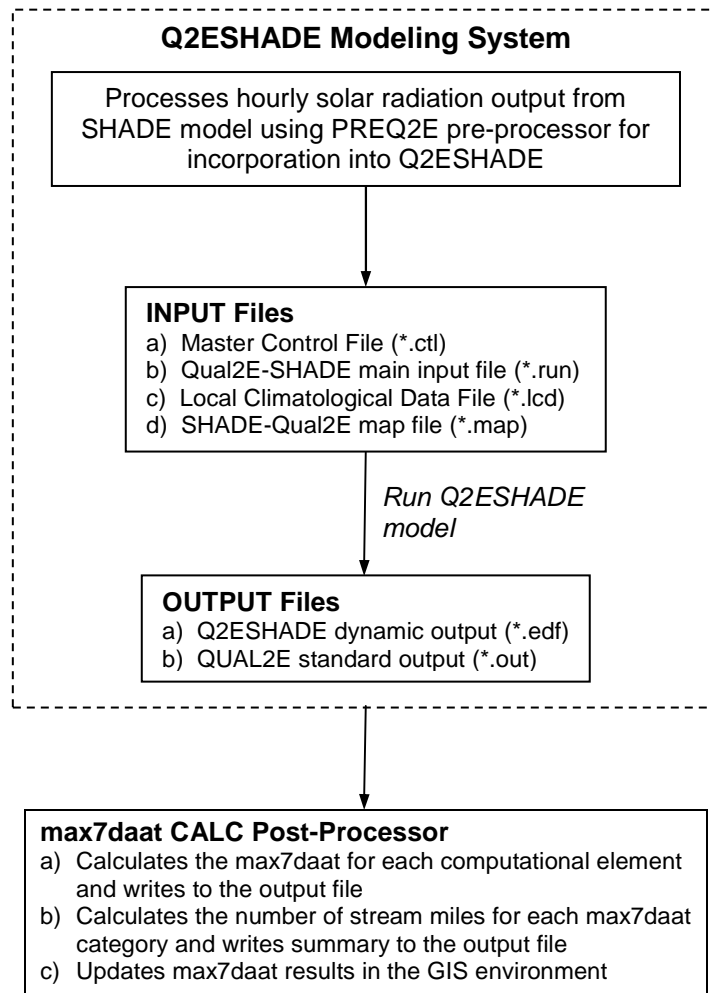 Q2ESHADE Modeling System
Processes hourly solar radiation output from
SHADE model using PREQ2E pre-processor for
incorporation into Q2ESHADE
INPUT Files
a) Master Control File (*.ctl)
b) Qual2E-SHADE main input file (*.run)
c) Local Climatological Data File (*.lcd)
d) SHADE-Qual2E map file (*.map)
Run Q2ESHADE
model
OUTPUT Files
a) Q2ESHADE dynamic output (*.edf)
b) QUAL2E standard output (*.out)
max7daat CALC Post-Processor
a) Calculates the max7daat for each computational element
and writes to the output file
b) Calculates the number of stream miles for each max7daat
category and writes summary to the output file
c) Updates max7daat results in the GIS environment